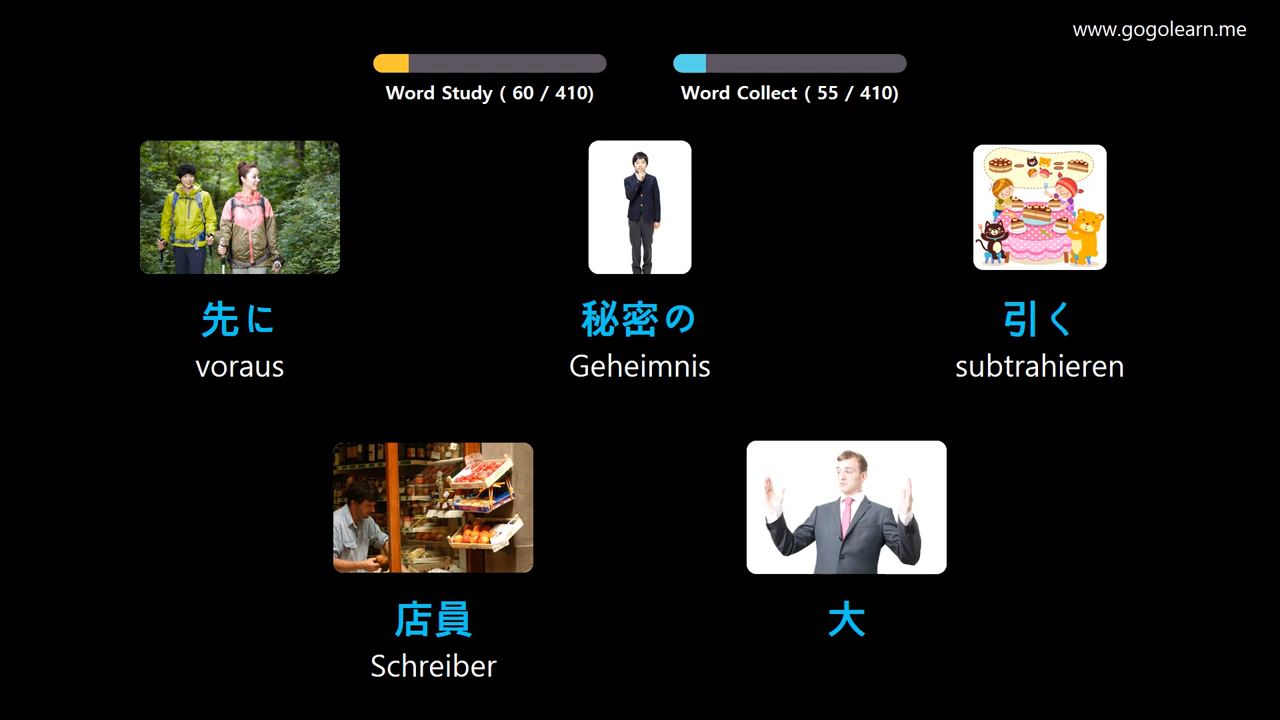 www.gogolearn.me
Word Study ( 60 / 410)
Word Collect ( 55 / 410)
先に
voraus
秘密の
Geheimnis
引く
subtrahieren
店員
Schreiber
大